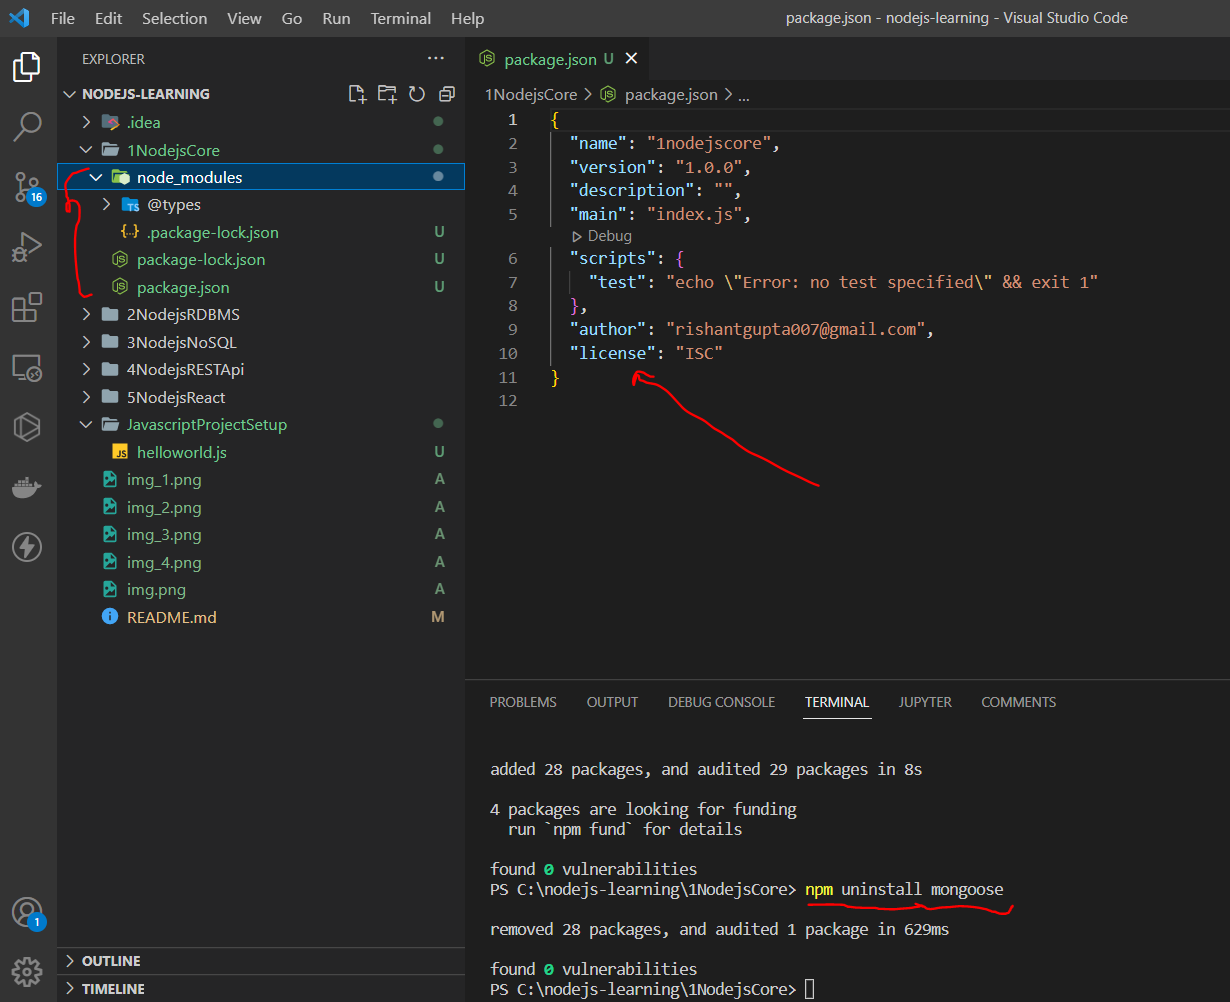 File Edit Selection View Go Run Terminal Help
package.json - nodejs-learning - Visual Studio Code
EXPLORER
NODEJS-LEARNING
.idea
1NodejsCore
node_modules
TS @types
{..} .package-lock.json U
JS package-lock.json U
JS package.json U
2NodejsRDBMS
3NodejsNoSQL
4NodejsRESTApi
5NodejsReact
JavascriptProjectSetup
JS helloworld.js U
img_1.png A
img_2.png A
img_3.png A
img_4.png A
img.png A
README.md M
OUTLINE
TIMELINE
16
1
JS package.json U
1NodejsCore > JS package.json > ...
1 {
2 "name": "1nodejscore",
3 "version": "1.0.0",
4 "description": "",
5 "main": "index.js",
Debug
6 "scripts": {
7 "test": "echo \"Error: no test specified\" && exit 1"
8 },
9 "author": "rishantgupta007@gmail.com",
10 "license": "ISC"
11 }
12
PROBLEMS OUTPUT DEBUG CONSOLE TERMINAL JUPYTER COMMENTS
added 28 packages, and audited 29 packages in 8s
4 packages are looking for funding
run `npm fund` for details
found 0 vulnerabilities
PS C:\nodejs-learning\1NodejsCore> npm uninstall mongoose
removed 28 packages, and audited 1 package in 629ms
found 0 vulnerabilities
PS C:\nodejs-learning\1NodejsCore>